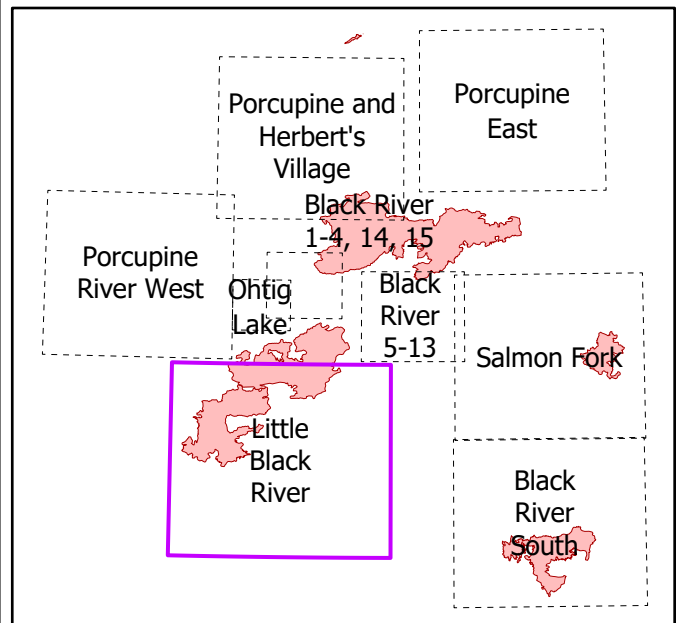 Porcupine and
Herbert's
Village
Porcupine
East
Black River
1-4, 14, 15
Porcupine
River West
Ohtig
Lake
Black
River
5-13
Salmon Fork
Little
Black
River
Black
River
South